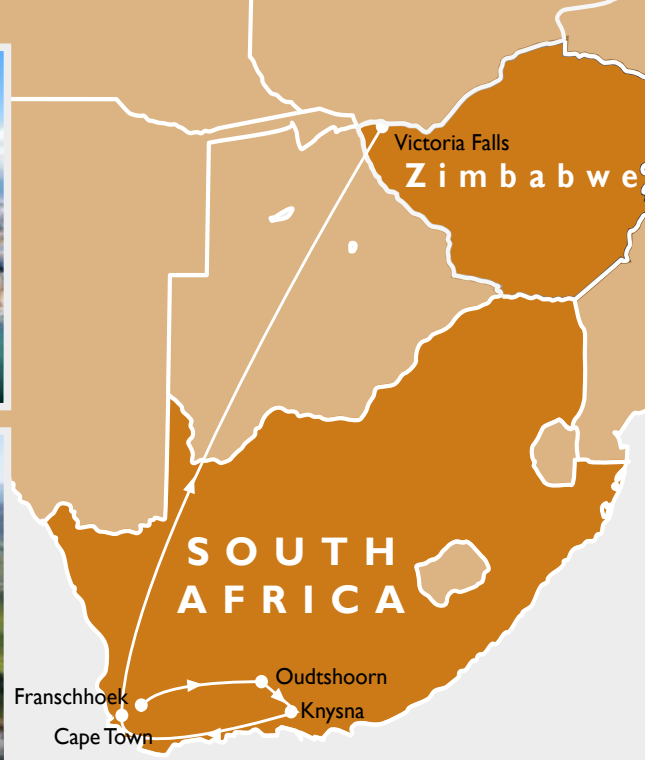 Victoria Falls
Zimbabwe
SOUTH
AFRICA
Oudtshoorn
Franschhoek
Knysna
Cape Town